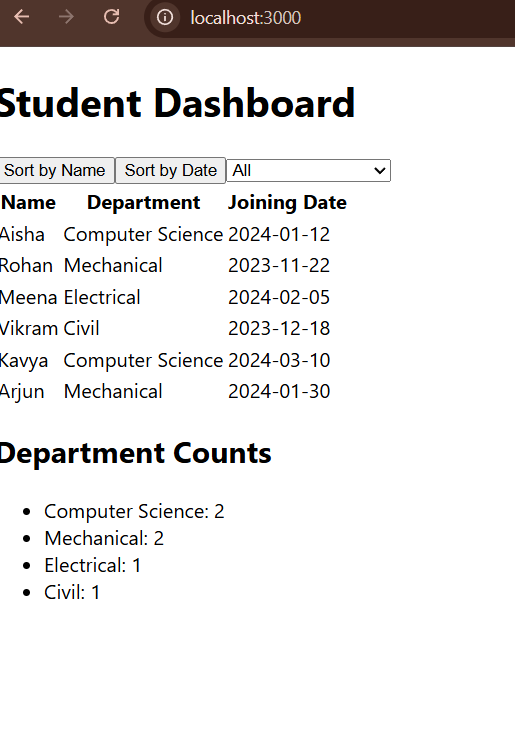 localhost:3000
Student Dashboard
Sort by Name Sort by Date All
Name Department Joining Date
Aisha Computer Science 2024-01-12
Rohan Mechanical 2023-11-22
Meena Electrical 2024-02-05
Vikram Civil 2023-12-18
Kavya Computer Science 2024-03-10
Arjun Mechanical 2024-01-30
Department Counts
• Computer Science: 2
• Mechanical: 2
• Electrical: 1
• Civil: 1